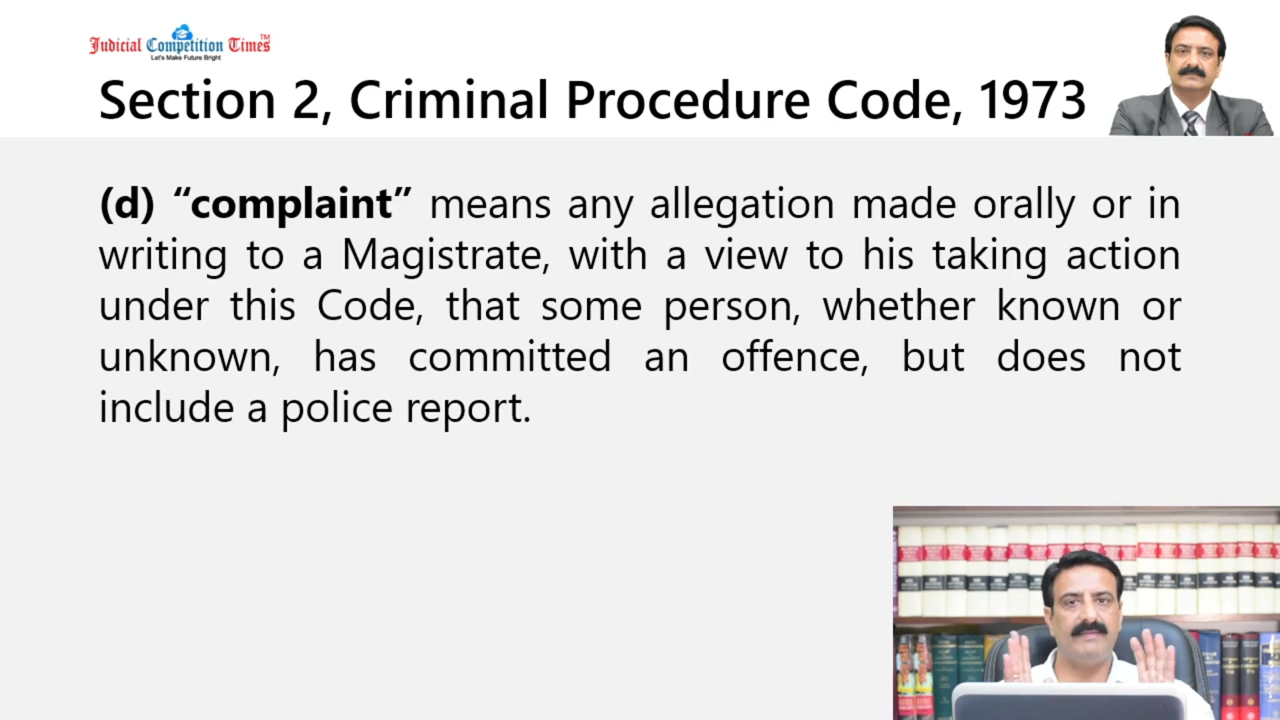 Judicial Competition Times™
Let's Make Future Bright
Section 2, Criminal Procedure Code, 1973
(d) “complaint” means any allegation made orally or in
writing to a Magistrate, with a view to his taking action
under this Code, that some person, whether known or
unknown, has committed an offence, but does not
include a police report.